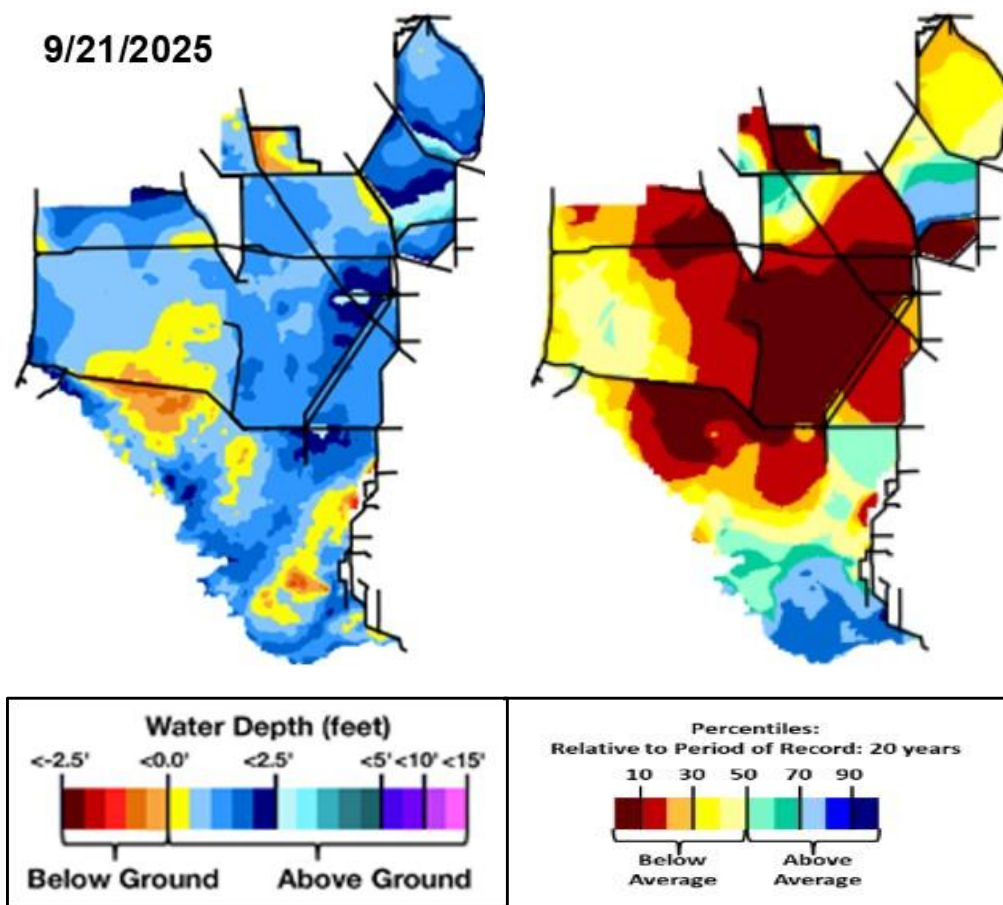 9/21/2025
Water Depth (feet)
<-2.5' <0.0' <2.5' <5' <10' <15'
Below Ground Above Ground
Percentiles:
Relative to Period of Record: 20 years
10 30 50 70 90
Below Average
Above Average